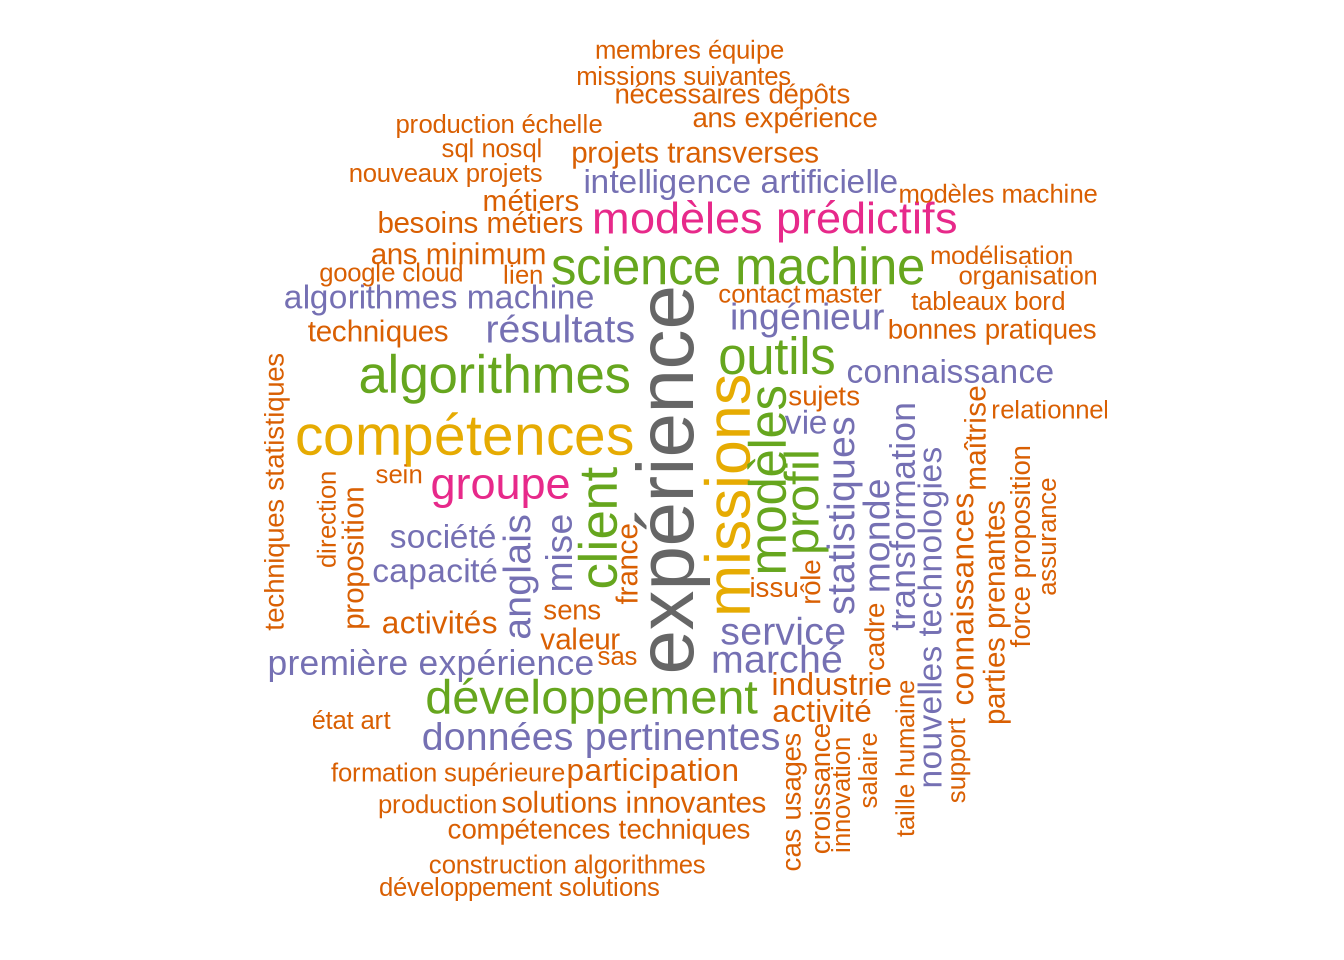 membres équipe
missions suivantes
nécessaires dépôts
ans expérience
production échelle
sql nosql
projets transverses
nouveaux projets
intelligence artificielle
modèles machine
métiers
besoins métiers
modèles prédictifs
ans minimum
science machine
modélisation
google cloud
lien
organisation
algorithmes machine
contact
master
tableaux bord
ingénieur
techniques
résultats
bonnes pratiques
outils
algorithmes
connaissance
sujets
relationnel
vie
compétences
expérience
missions
modèles
profil
statistiques
monde
transformation
nouvelles technologies
maîtrise
connaissances
parties prenantes
force proposition
assurance
techniques statistiques
direction
proposition
sein
groupe
client
france
société
anglais
mise
capacité
issu
rôle
sens
activités
valeur
service
cadre
première expérience
sas
marché
développement
industrie
activité
état art
données pertinentes
formation supérieure
participation
production
solutions innovantes
compétences techniques
cas usages
croissance
innovation
salaire
taille humaine
support
construction algorithmes
développement solutions